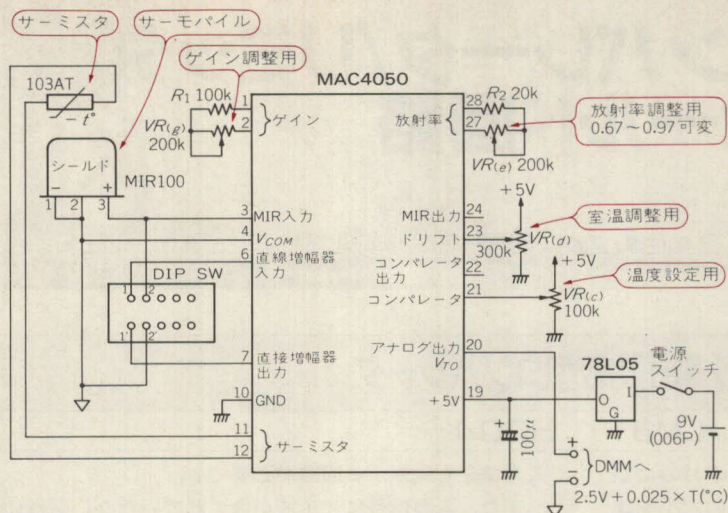 サーミスタ
サーモパイル
103AT
-t°
ゲイン調整用
MAC4050
R1 100k
1
2
ゲイン
VR(g)
200k
28
27
放射率
R2 20k
放射率調整用
0.67～0.97可変
VR(e) 200k
シールド
-
+
MIR100
1
2
3
3
MIR入力
4
VCOM
6
直線増幅器
入力
DIP SW
1
2
1'
2'
7
直接増幅器
出力
10
GND
11
12
サーミスタ
MIR出力
24
ドリフト
23
コンパレータ
出力
22
コンパレータ
21
アナログ出力
VTO
20
+5V
19
+5V
室温調整用
VR(d)
300k
+5V
温度設定用
VR(c)
100k
78L05
O
I
G
電源
スイッチ
9V
(006P)
+
100μ
+
-
DMMへ
2.5V+0.025×T(°C)